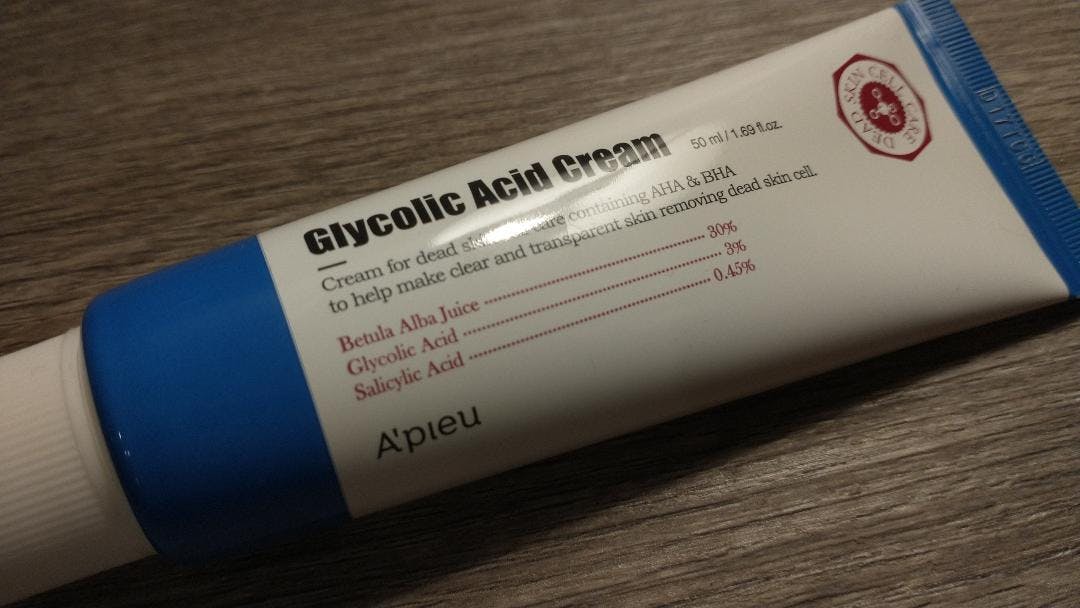 Glycolic Acid Cream
50 ml / 1.69 fl.oz.
Cream for dead skin cell care containing AHA & BHA
to help make clear and transparent skin removing dead skin cell.
Betula Alba Juice 30%
Glycolic Acid 3%
Salicylic Acid 0.45%
A'pieu
DEAD SKIN CELL CARE